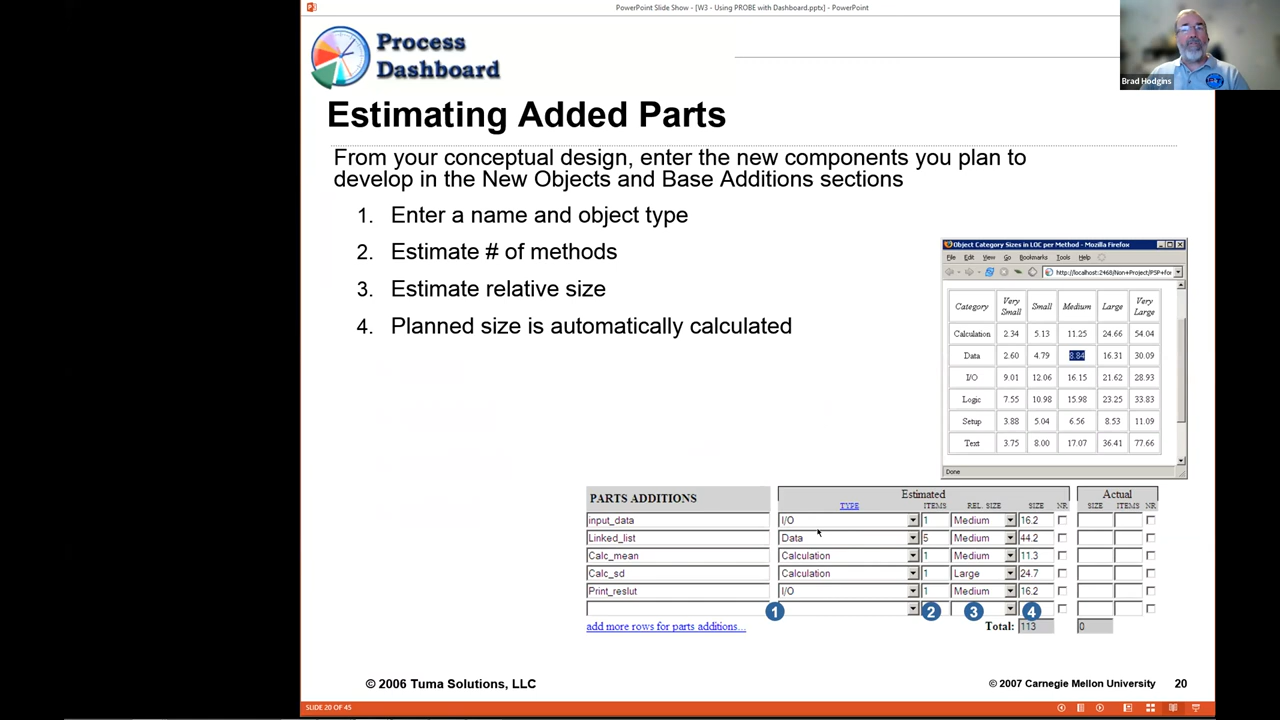 PowerPoint Slide Show - [W3 - Using PROBE with Dashboard.pptx] - PowerPoint
Brad Hodgins
Process
Dashboard
Estimating Added Parts
From your conceptual design, enter the new components you plan to
develop in the New Objects and Base Additions sections
1. Enter a name and object type
2. Estimate # of methods
3. Estimate relative size
4. Planned size is automatically calculated
Object Category Sizes in LOC per Method - Mozilla Firefox
File Edit View Go Bookmarks Tools Help
http://localhost:2468/Non+Project/PSP+for
Category Very Small Small Medium Large Very Large
Calculation 2.34 5.13 11.25 24.66 54.04
Data 2.60 4.79 8.84 16.31 30.09
I/O 9.01 12.06 16.15 21.62 28.93
Logic 7.55 10.98 15.98 23.25 33.83
Setup 3.88 5.04 6.56 8.53 11.09
Text 3.75 8.00 17.07 36.41 77.66
Done
PARTS ADDITIONS Estimated Actual
TYPE ITEMS REL. SIZE SIZE NR SIZE ITEMS NR
input_data I/O 1 Medium 16.2
Linked_list Data 5 Medium 44.2
Calc_mean Calculation 1 Medium 11.3
Calc_sd Calculation 1 Large 24.7
Print_reslut I/O 1 Medium 16.2
1 2 3 4
add more rows for parts additions... Total: 113 0
© 2006 Tuma Solutions, LLC
© 2007 Carnegie Mellon University 20
SLIDE 20 OF 45